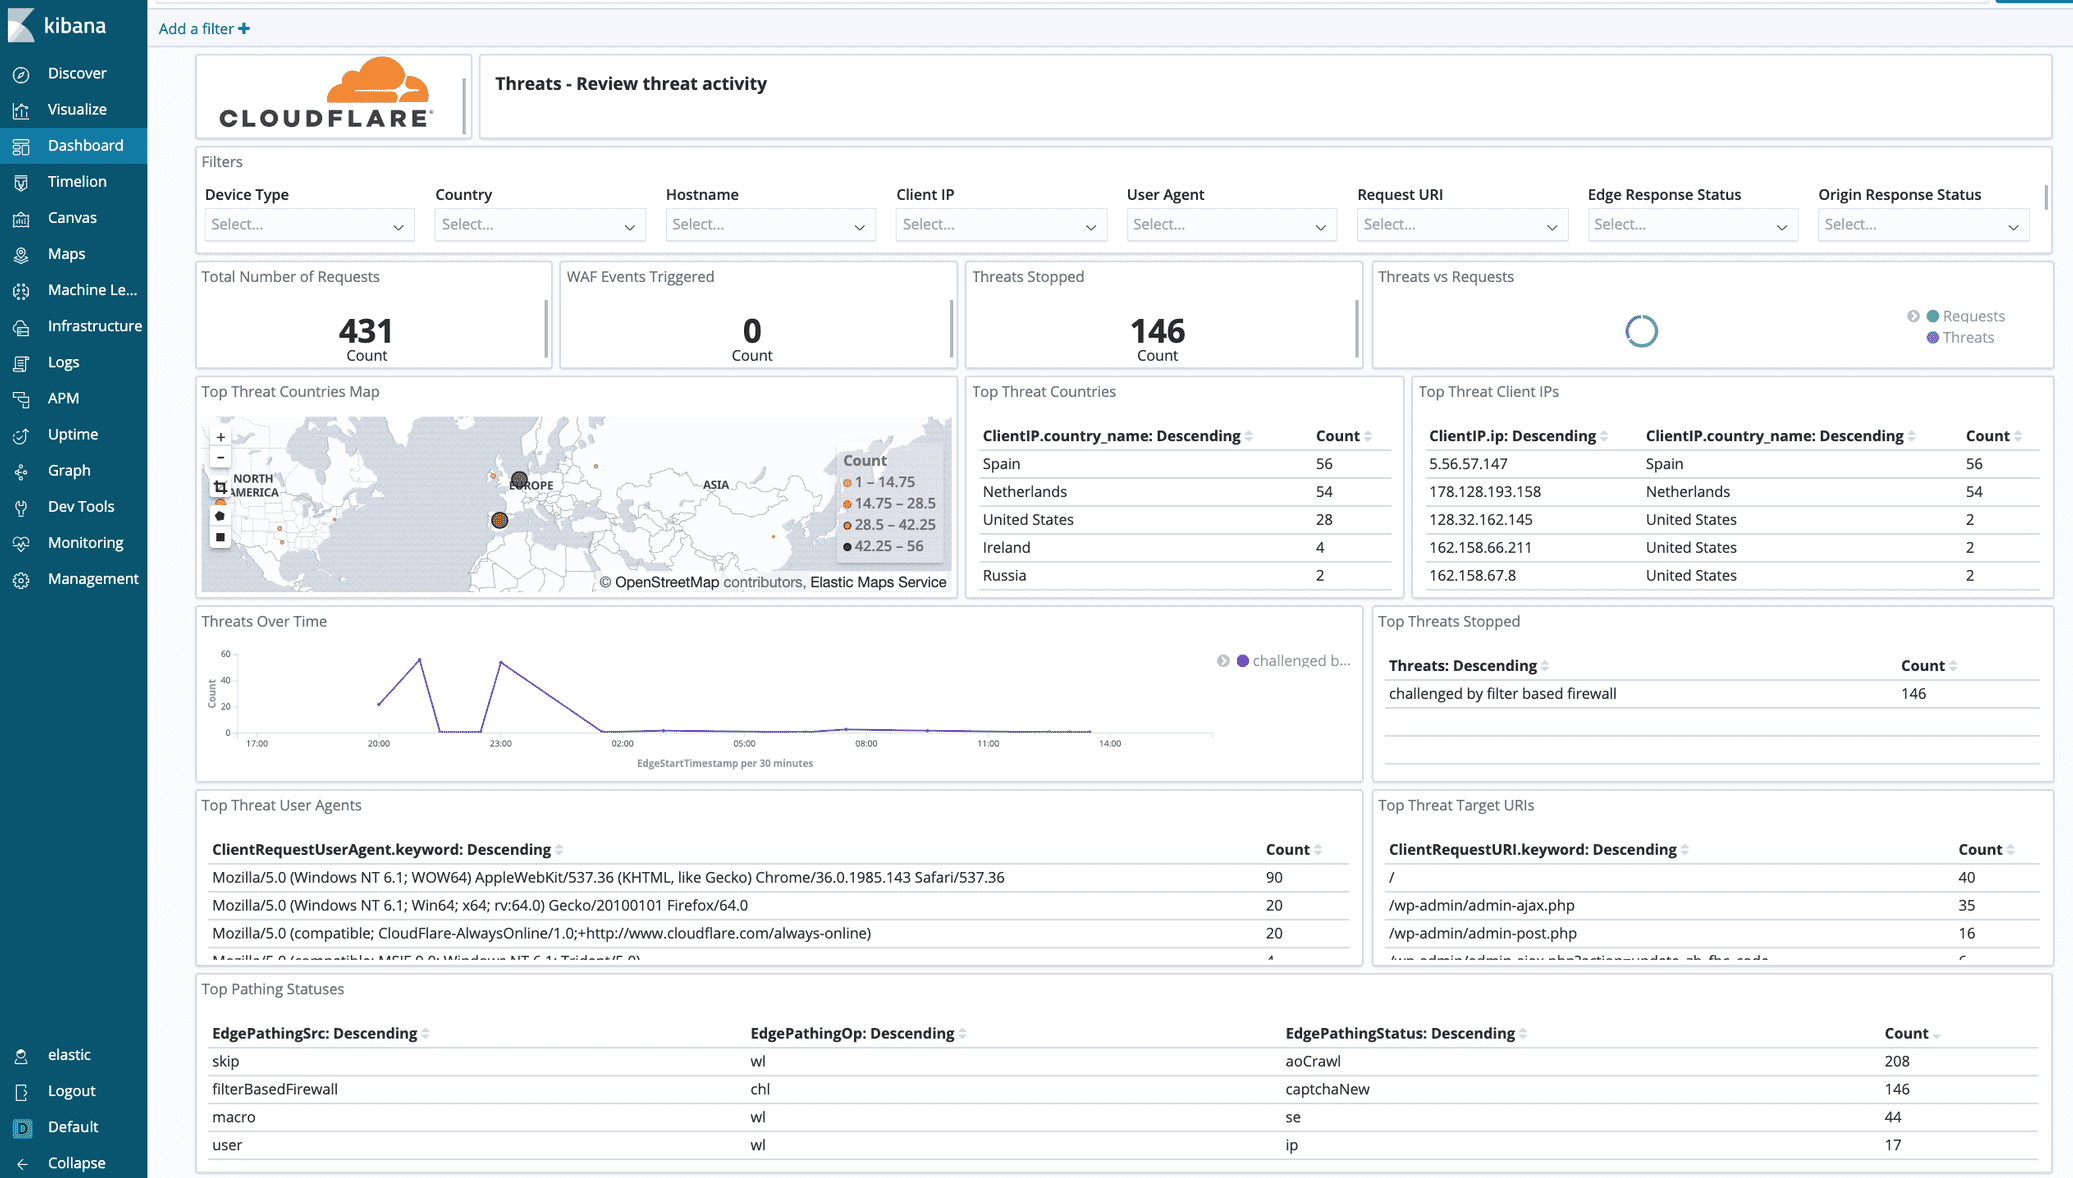 kibana
Add a filter +
Discover
Visualize
Dashboard
Timelion
Canvas
Maps
Machine Le...
Infrastructure
Logs
APM
Uptime
Graph
Dev Tools
Monitoring
Management
elastic
Logout
D Default
Collapse
CLOUDFLARE
Threats - Review threat activity
Filters
Device Type Country Hostname Client IP User Agent Request URI Edge Response Status Origin Response Status
Select... Select... Select... Select... Select... Select... Select... Select...
Total Number of Requests
431
Count
WAF Events Triggered
0
Count
Threats Stopped
146
Count
Threats vs Requests
Requests
Threats
Top Threat Countries Map
+
−
NORTH
AMERICA
EUROPE
ASIA
Count
1 – 14.75
14.75 – 28.5
28.5 – 42.25
42.25 – 56
© OpenStreetMap contributors, Elastic Maps Service
Top Threat Countries
ClientIP.country_name: Descending Count
Spain 56
Netherlands 54
United States 28
Ireland 4
Russia 2
Top Threat Client IPs
ClientIP.ip: Descending ClientIP.country_name: Descending Count
5.56.57.147 Spain 56
178.128.193.158 Netherlands 54
128.32.162.145 United States 2
162.158.66.211 United States 2
162.158.67.8 United States 2
Threats Over Time
Count
60
40
20
0
17:00 20:00 23:00 02:00 05:00 08:00 11:00 14:00
EdgeStartTimestamp per 30 minutes
challenged b...
Top Threats Stopped
Threats: Descending Count
challenged by filter based firewall 146
Top Threat User Agents
ClientRequestUserAgent.keyword: Descending Count
Mozilla/5.0 (Windows NT 6.1; WOW64) AppleWebKit/537.36 (KHTML, like Gecko) Chrome/36.0.1985.143 Safari/537.36 90
Mozilla/5.0 (Windows NT 6.1; Win64; x64; rv:64.0) Gecko/20100101 Firefox/64.0 20
Mozilla/5.0 (compatible; CloudFlare-AlwaysOnline/1.0;+http://www.cloudflare.com/always-online) 20
Mozilla/5.0 (compatible; MSIE 9.0; Windows NT 6.1; Trident/5.0) 4
Top Threat Target URIs
ClientRequestURI.keyword: Descending Count
/ 40
/wp-admin/admin-ajax.php 35
/wp-admin/admin-post.php 16
Top Pathing Statuses
EdgePathingSrc: Descending EdgePathingOp: Descending EdgePathingStatus: Descending Count
skip wl aoCrawl 208
filterBasedFirewall chl captchaNew 146
macro wl se 44
user wl ip 17